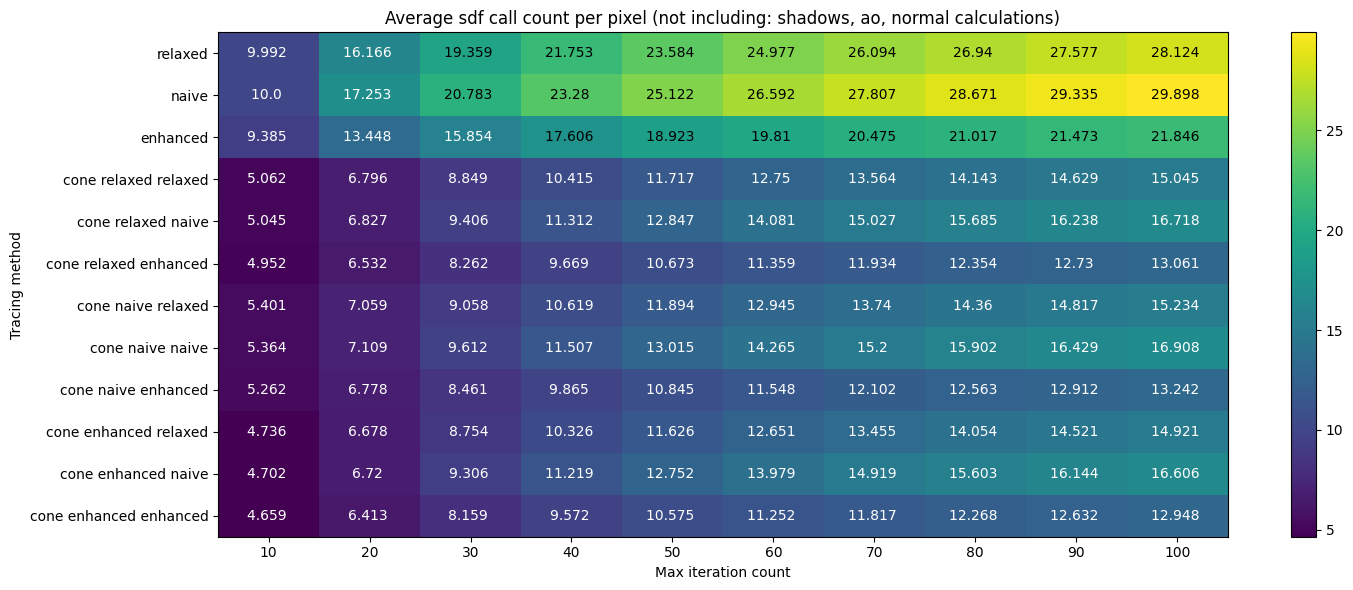 Average sdf call count per pixel (not including: shadows, ao, normal calculations)
Tracing method
relaxed 9.992 16.166 19.359 21.753 23.584 24.977 26.094 26.94 27.577 28.124
naive 10.0 17.253 20.783 23.28 25.122 26.592 27.807 28.671 29.335 29.898
enhanced 9.385 13.448 15.854 17.606 18.923 19.81 20.475 21.017 21.473 21.846
cone relaxed relaxed 5.062 6.796 8.849 10.415 11.717 12.75 13.564 14.143 14.629 15.045
cone relaxed naive 5.045 6.827 9.406 11.312 12.847 14.081 15.027 15.685 16.238 16.718
cone relaxed enhanced 4.952 6.532 8.262 9.669 10.673 11.359 11.934 12.354 12.73 13.061
cone naive relaxed 5.401 7.059 9.058 10.619 11.894 12.945 13.74 14.36 14.817 15.234
cone naive naive 5.364 7.109 9.612 11.507 13.015 14.265 15.2 15.902 16.429 16.908
cone naive enhanced 5.262 6.778 8.461 9.865 10.845 11.548 12.102 12.563 12.912 13.242
cone enhanced relaxed 4.736 6.678 8.754 10.326 11.626 12.651 13.455 14.054 14.521 14.921
cone enhanced naive 4.702 6.72 9.306 11.219 12.752 13.979 14.919 15.603 16.144 16.606
cone enhanced enhanced 4.659 6.413 8.159 9.572 10.575 11.252 11.817 12.268 12.632 12.948
10 20 30 40 50 60 70 80 90 100
Max iteration count
25
20
15
10
5